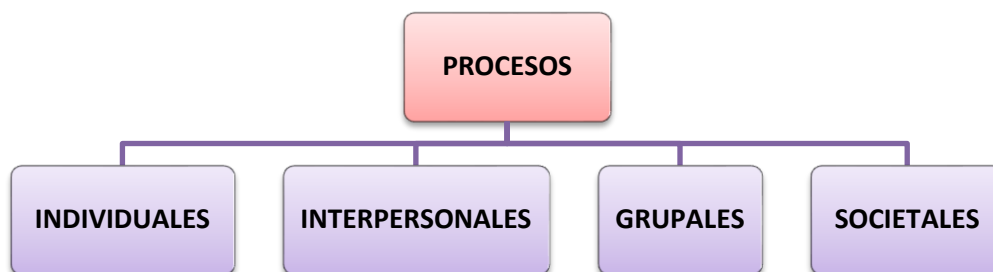 PROCESOS
INDIVIDUALES
INTERPERSONALES
GRUPALES
SOCIETALES